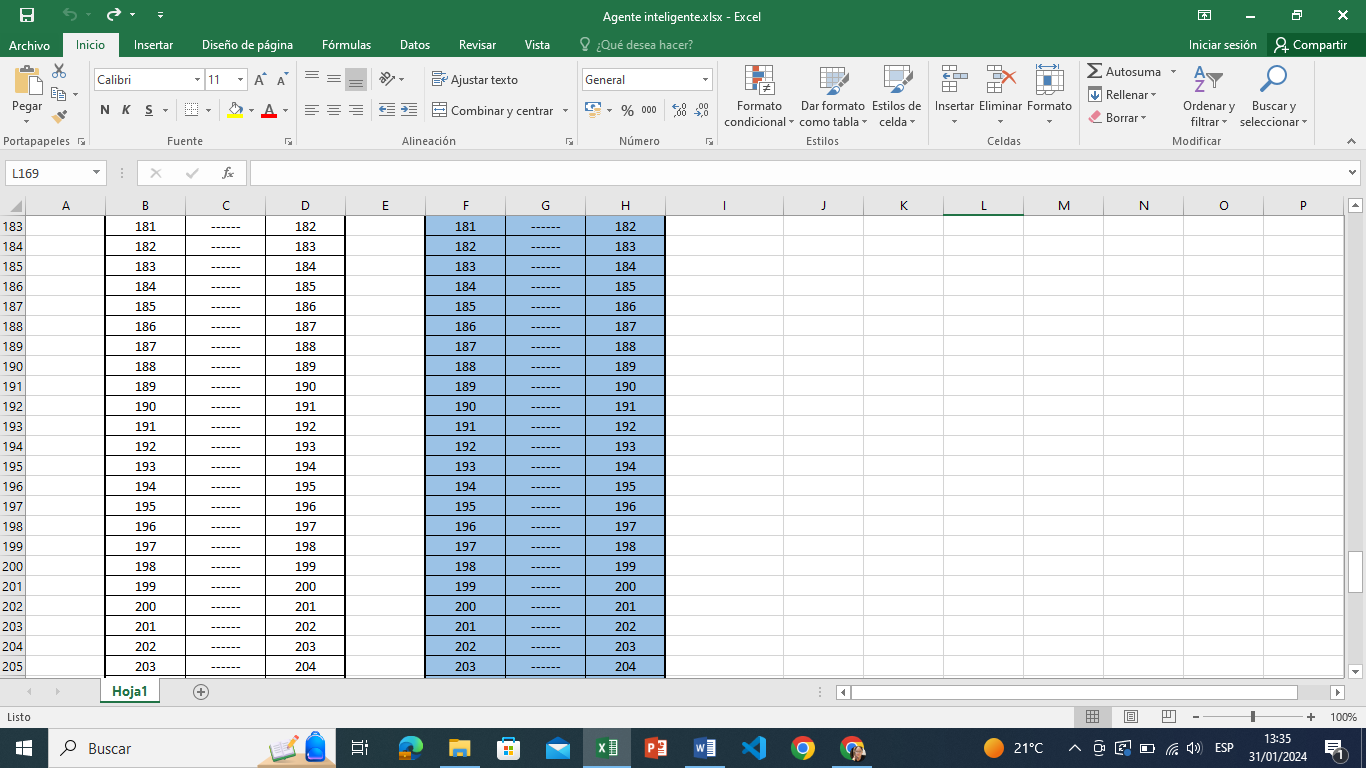 Agente inteligente.xlsx - Excel
Archivo Inicio Insertar Diseño de página Fórmulas Datos Revisar Vista ¿Qué desea hacer? Iniciar sesión Compartir
Pegar
Calibri 11
N K S
Ajustar texto
Combinar y centrar
General
% 000
Formato condicional
Dar formato como tabla
Estilos de celda
Insertar Eliminar Formato
Autosuma
Rellenar
Borrar
Ordenar y filtrar
Buscar y seleccionar
Portapapeles Fuente Alineación Número Estilos Celdas Modificar
L169 fx
A B C D E F G H I J K L M N O P
183 181 ------ 182 181 ------ 182
184 182 ------ 183 182 ------ 183
185 183 ------ 184 183 ------ 184
186 184 ------ 185 184 ------ 185
187 185 ------ 186 185 ------ 186
188 186 ------ 187 186 ------ 187
189 187 ------ 188 187 ------ 188
190 188 ------ 189 188 ------ 189
191 189 ------ 190 189 ------ 190
192 190 ------ 191 190 ------ 191
193 191 ------ 192 191 ------ 192
194 192 ------ 193 192 ------ 193
195 193 ------ 194 193 ------ 194
196 194 ------ 195 194 ------ 195
197 195 ------ 196 195 ------ 196
198 196 ------ 197 196 ------ 197
199 197 ------ 198 197 ------ 198
200 198 ------ 199 198 ------ 199
201 199 ------ 200 199 ------ 200
202 200 ------ 201 200 ------ 201
203 201 ------ 202 201 ------ 202
204 202 ------ 203 202 ------ 203
205 203 ------ 204 203 ------ 204
Hoja1
Listo 100%
Buscar 21°C ESP 13:35
31/01/2024 1